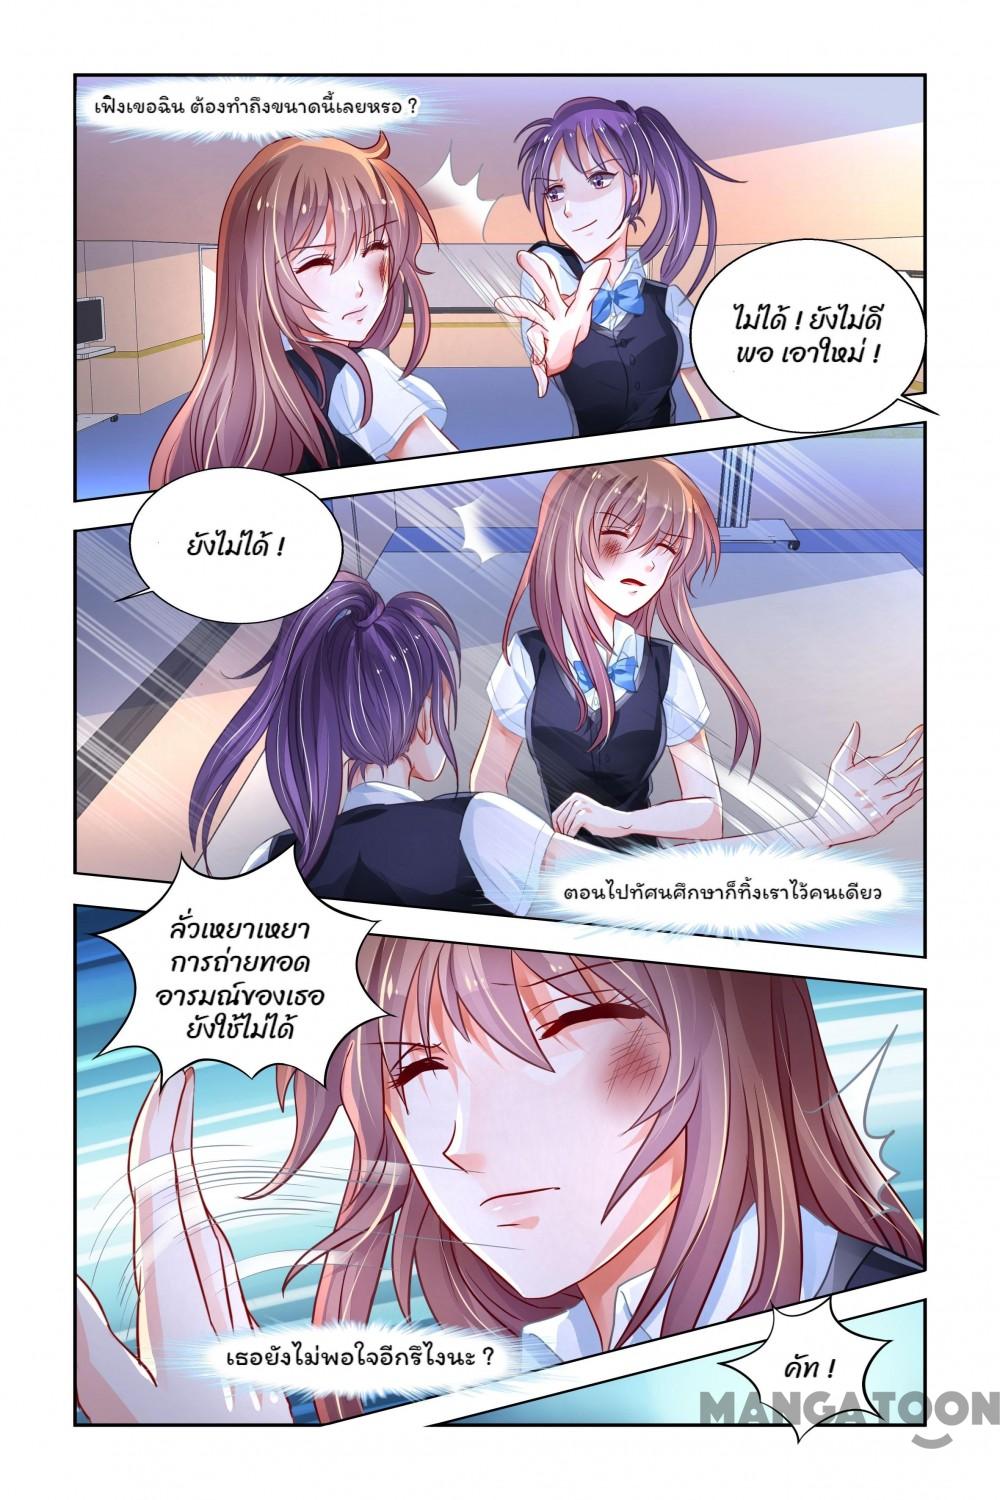 เฟิงเขอฉิน ต้องทำถึงขนาดนี้เลยหรอ ?
ไม่ได้ ! ยังไม่ดี
พอ เอาใหม่ !
ยังไม่ได้ !
ตอนไปทัศนศึกษาก็ทิ้งเราไว้คนเดียว
ลั่วเหยาเหยา
การถ่ายทอด
อารมณ์ของเธอ
ยังใช้ไม่ได้
เธอยังไม่พอใจอีกรึไงนะ ?
คัท !
MANGATOON